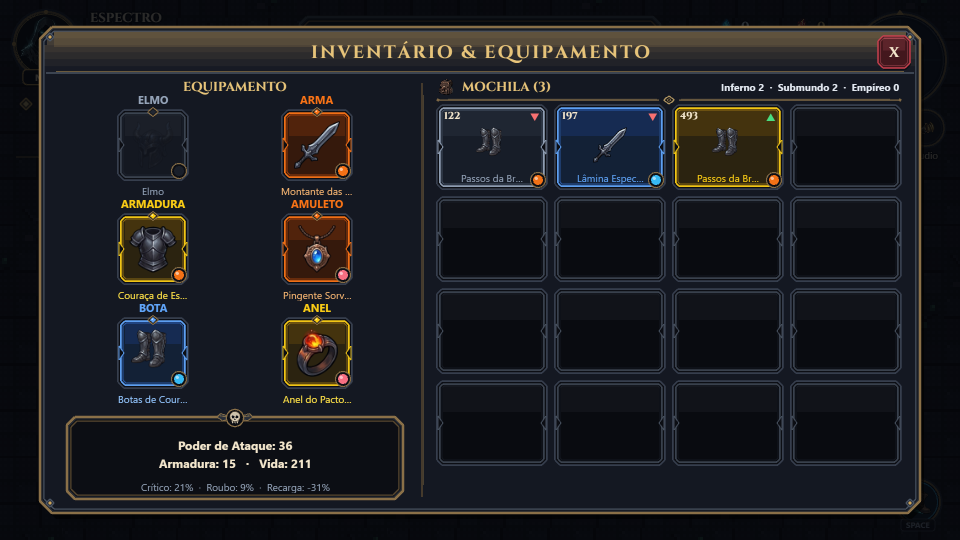 ESPECTRO
INVENTÁRIO & EQUIPAMENTO
X
EQUIPAMENTO
ELMO
ARMA
Elmo
Montante das ...
ARMADURA
AMULETO
Couraça de Es...
Pingente Sorv...
BOTA
ANEL
Botas de Cour...
Anel do Pacto...
Poder de Ataque: 36
Armadura: 15 · Vida: 211
Crítico: 21% · Roubo: 9% · Recarga: -31%
MOCHILA (3)
Inferno 2 · Submundo 2 · Empíreo 0
122
197
493
Passos da Br...
Lâmina Espec...
Passos da Br...
SPACE